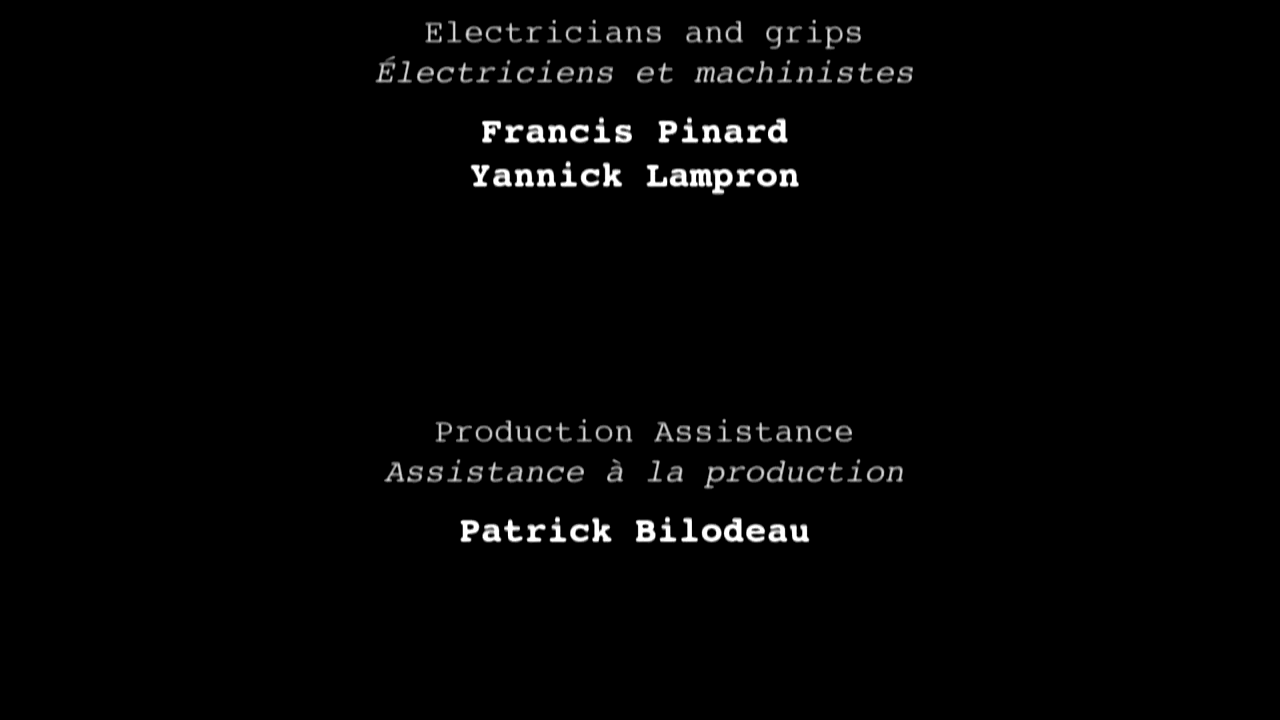 Electricians and grips
Électriciens et machinistes
Francis Pinard
Yannick Lampron
Production Assistance
Assistance à la production
Patrick Bilodeau